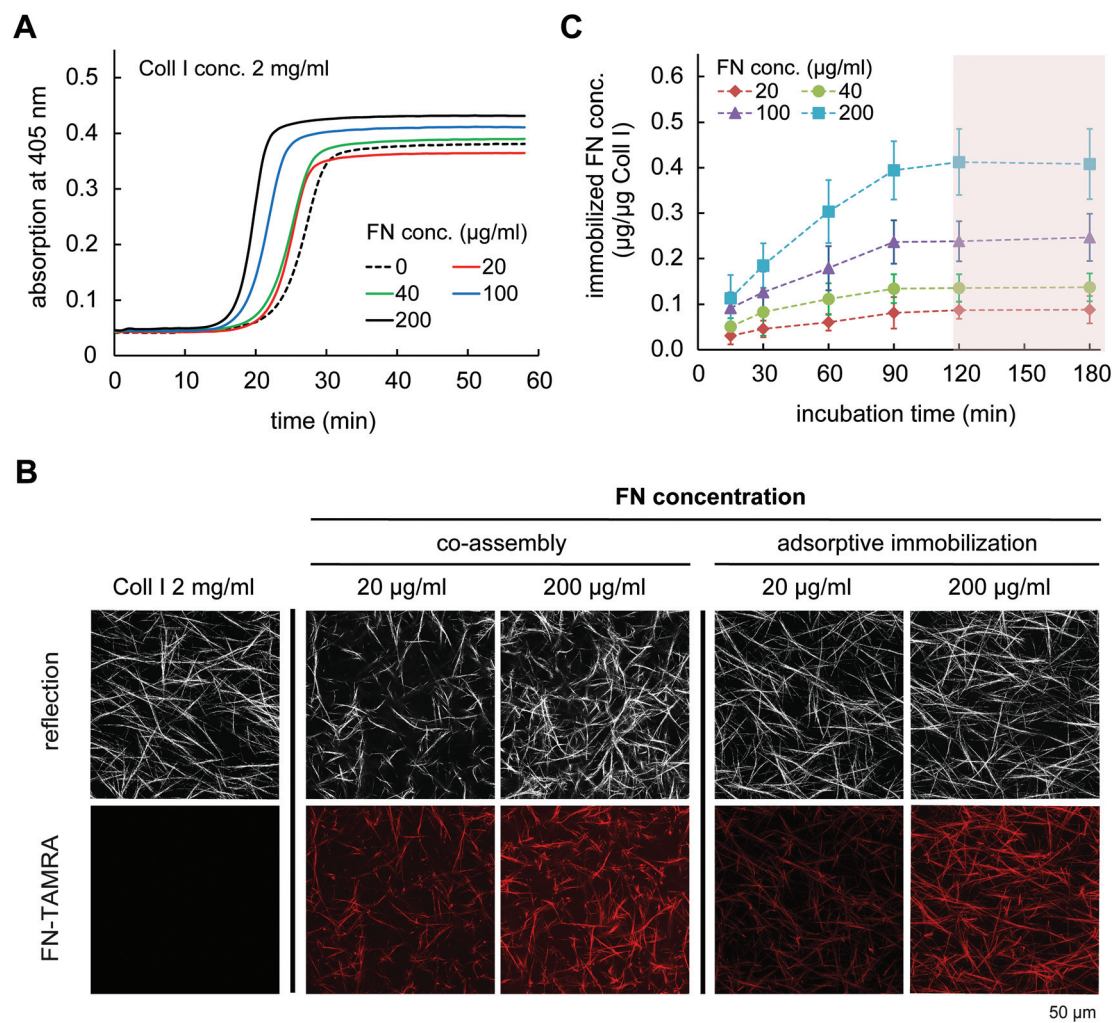 A
Coll I conc. 2 mg/ml
absorption at 405 nm
0.5
0.4
0.3
0.2
0.1
0
0 10 20 30 40 50 60
time (min)
FN conc. (µg/ml)
0 20
40 100
200
C
immobilized FN conc.
(µg/µg Coll I)
0.6
0.5
0.4
0.3
0.2
0.1
0.0
0 30 60 90 120 150 180
incubation time (min)
FN conc. (µg/ml)
20 40
100 200
B
FN concentration
co-assembly adsorptive immobilization
Coll I 2 mg/ml 20 µg/ml 200 µg/ml 20 µg/ml 200 µg/ml
reflection
FN-TAMRA
50 µm